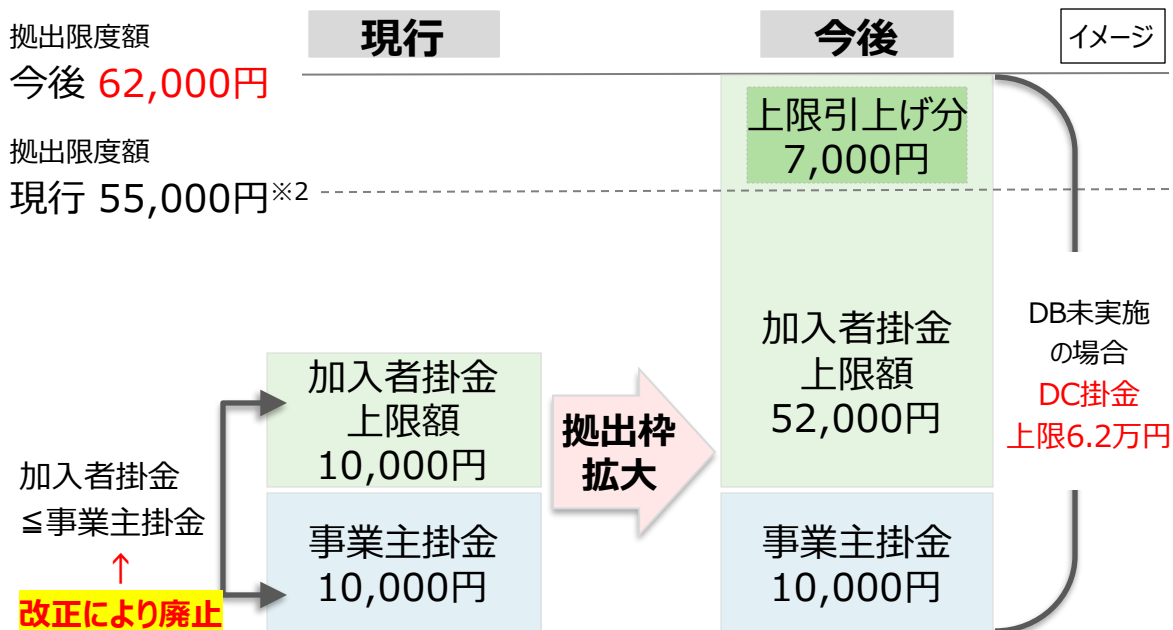 拠出限度額
今後 62,000円
拠出限度額
現行 55,000円※2
現行
今後
イメージ
上限引上げ分
7,000円
加入者掛金
上限額
10,000円
事業主掛金
10,000円
加入者掛金
≦事業主掛金
↑
改正により廃止
拠出枠
拡大
加入者掛金
上限額
52,000円
事業主掛金
10,000円
DB未実施
の場合
DC掛金
上限6.2万円